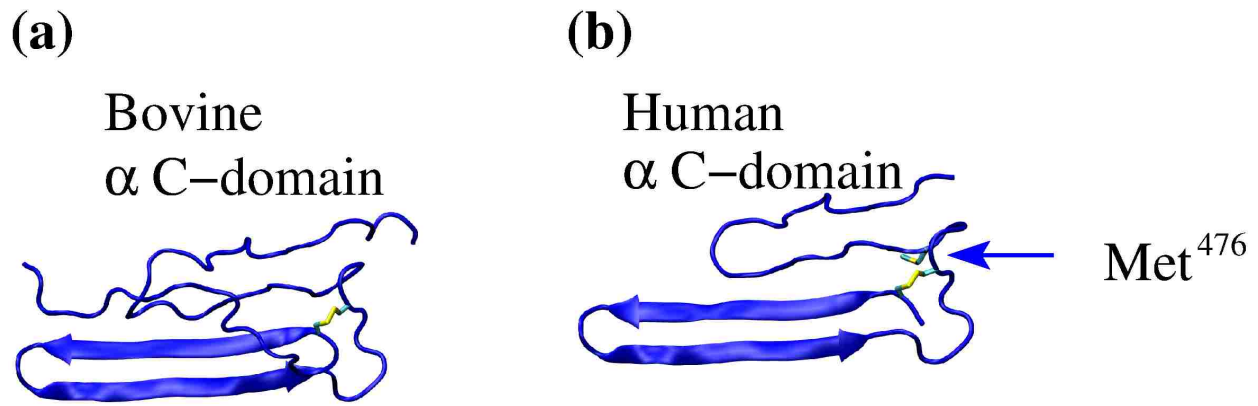 (a)
Bovine
α C−domain
(b)
Human
α C−domain
Met⁴⁷⁶